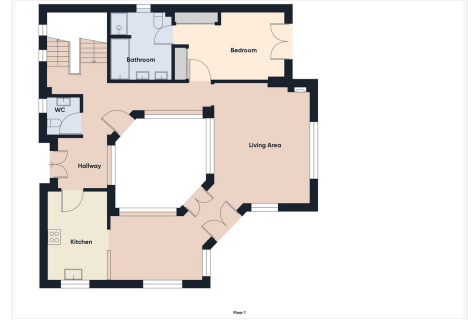 Bedroom
Bathroom
WC
Living Area
Hallway
Kitchen
Floor 1